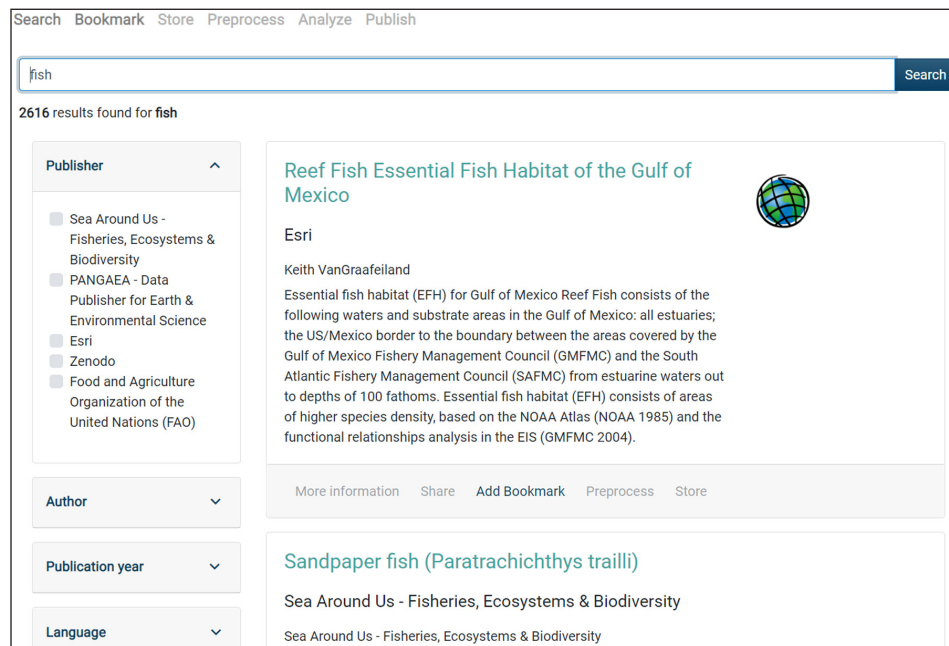 Search Bookmark Store Preprocess Analyze Publish
fish
Search
2616 results found for fish
Publisher
Sea Around Us -
Fisheries, Ecosystems &
Biodiversity
PANGAEA - Data
Publisher for Earth &
Environmental Science
Esri
Zenodo
Food and Agriculture
Organization of the
United Nations (FAO)
Author
Publication year
Language
Reef Fish Essential Fish Habitat of the Gulf of
Mexico
Esri
Keith VanGraafeiland
Essential fish habitat (EFH) for Gulf of Mexico Reef Fish consists of the
following waters and substrate areas in the Gulf of Mexico: all estuaries;
the US/Mexico border to the boundary between the areas covered by the
Gulf of Mexico Fishery Management Council (GMFMC) and the South
Atlantic Fishery Management Council (SAFMC) from estuarine waters out
to depths of 100 fathoms. Essential fish habitat (EFH) consists of areas
of higher species density, based on the NOAA Atlas (NOAA 1985) and the
functional relationships analysis in the EIS (GMFMC 2004).
More information Share Add Bookmark Preprocess Store
Sandpaper fish (Paratrachichthys trailli)
Sea Around Us - Fisheries, Ecosystems & Biodiversity
Sea Around Us - Fisheries, Ecosystems & Biodiversity